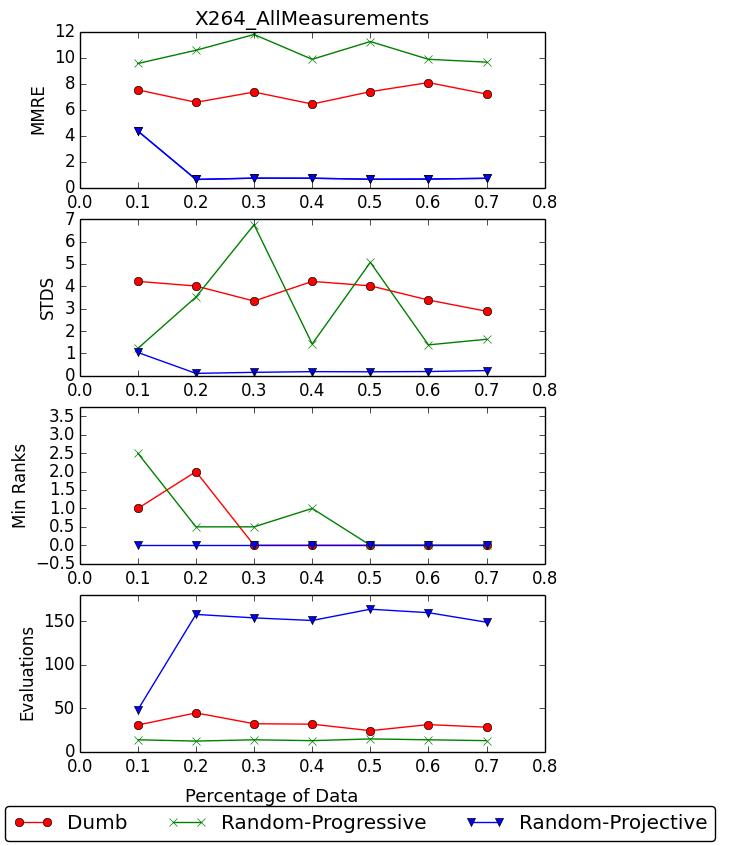 X264_AllMeasurements
12
10
8
6
4
2
0
MMRE
0.0 0.1 0.2 0.3 0.4 0.5 0.6 0.7 0.8
7
6
5
4
3
2
1
0
STDS
0.0 0.1 0.2 0.3 0.4 0.5 0.6 0.7 0.8
3.5
3.0
2.5
2.0
1.5
1.0
0.5
0.0
−0.5
Min Ranks
0.0 0.1 0.2 0.3 0.4 0.5 0.6 0.7 0.8
150
100
50
0
Evaluations
0.0 0.1 0.2 0.3 0.4 0.5 0.6 0.7 0.8
Percentage of Data
Dumb Random-Progressive Random-Projective